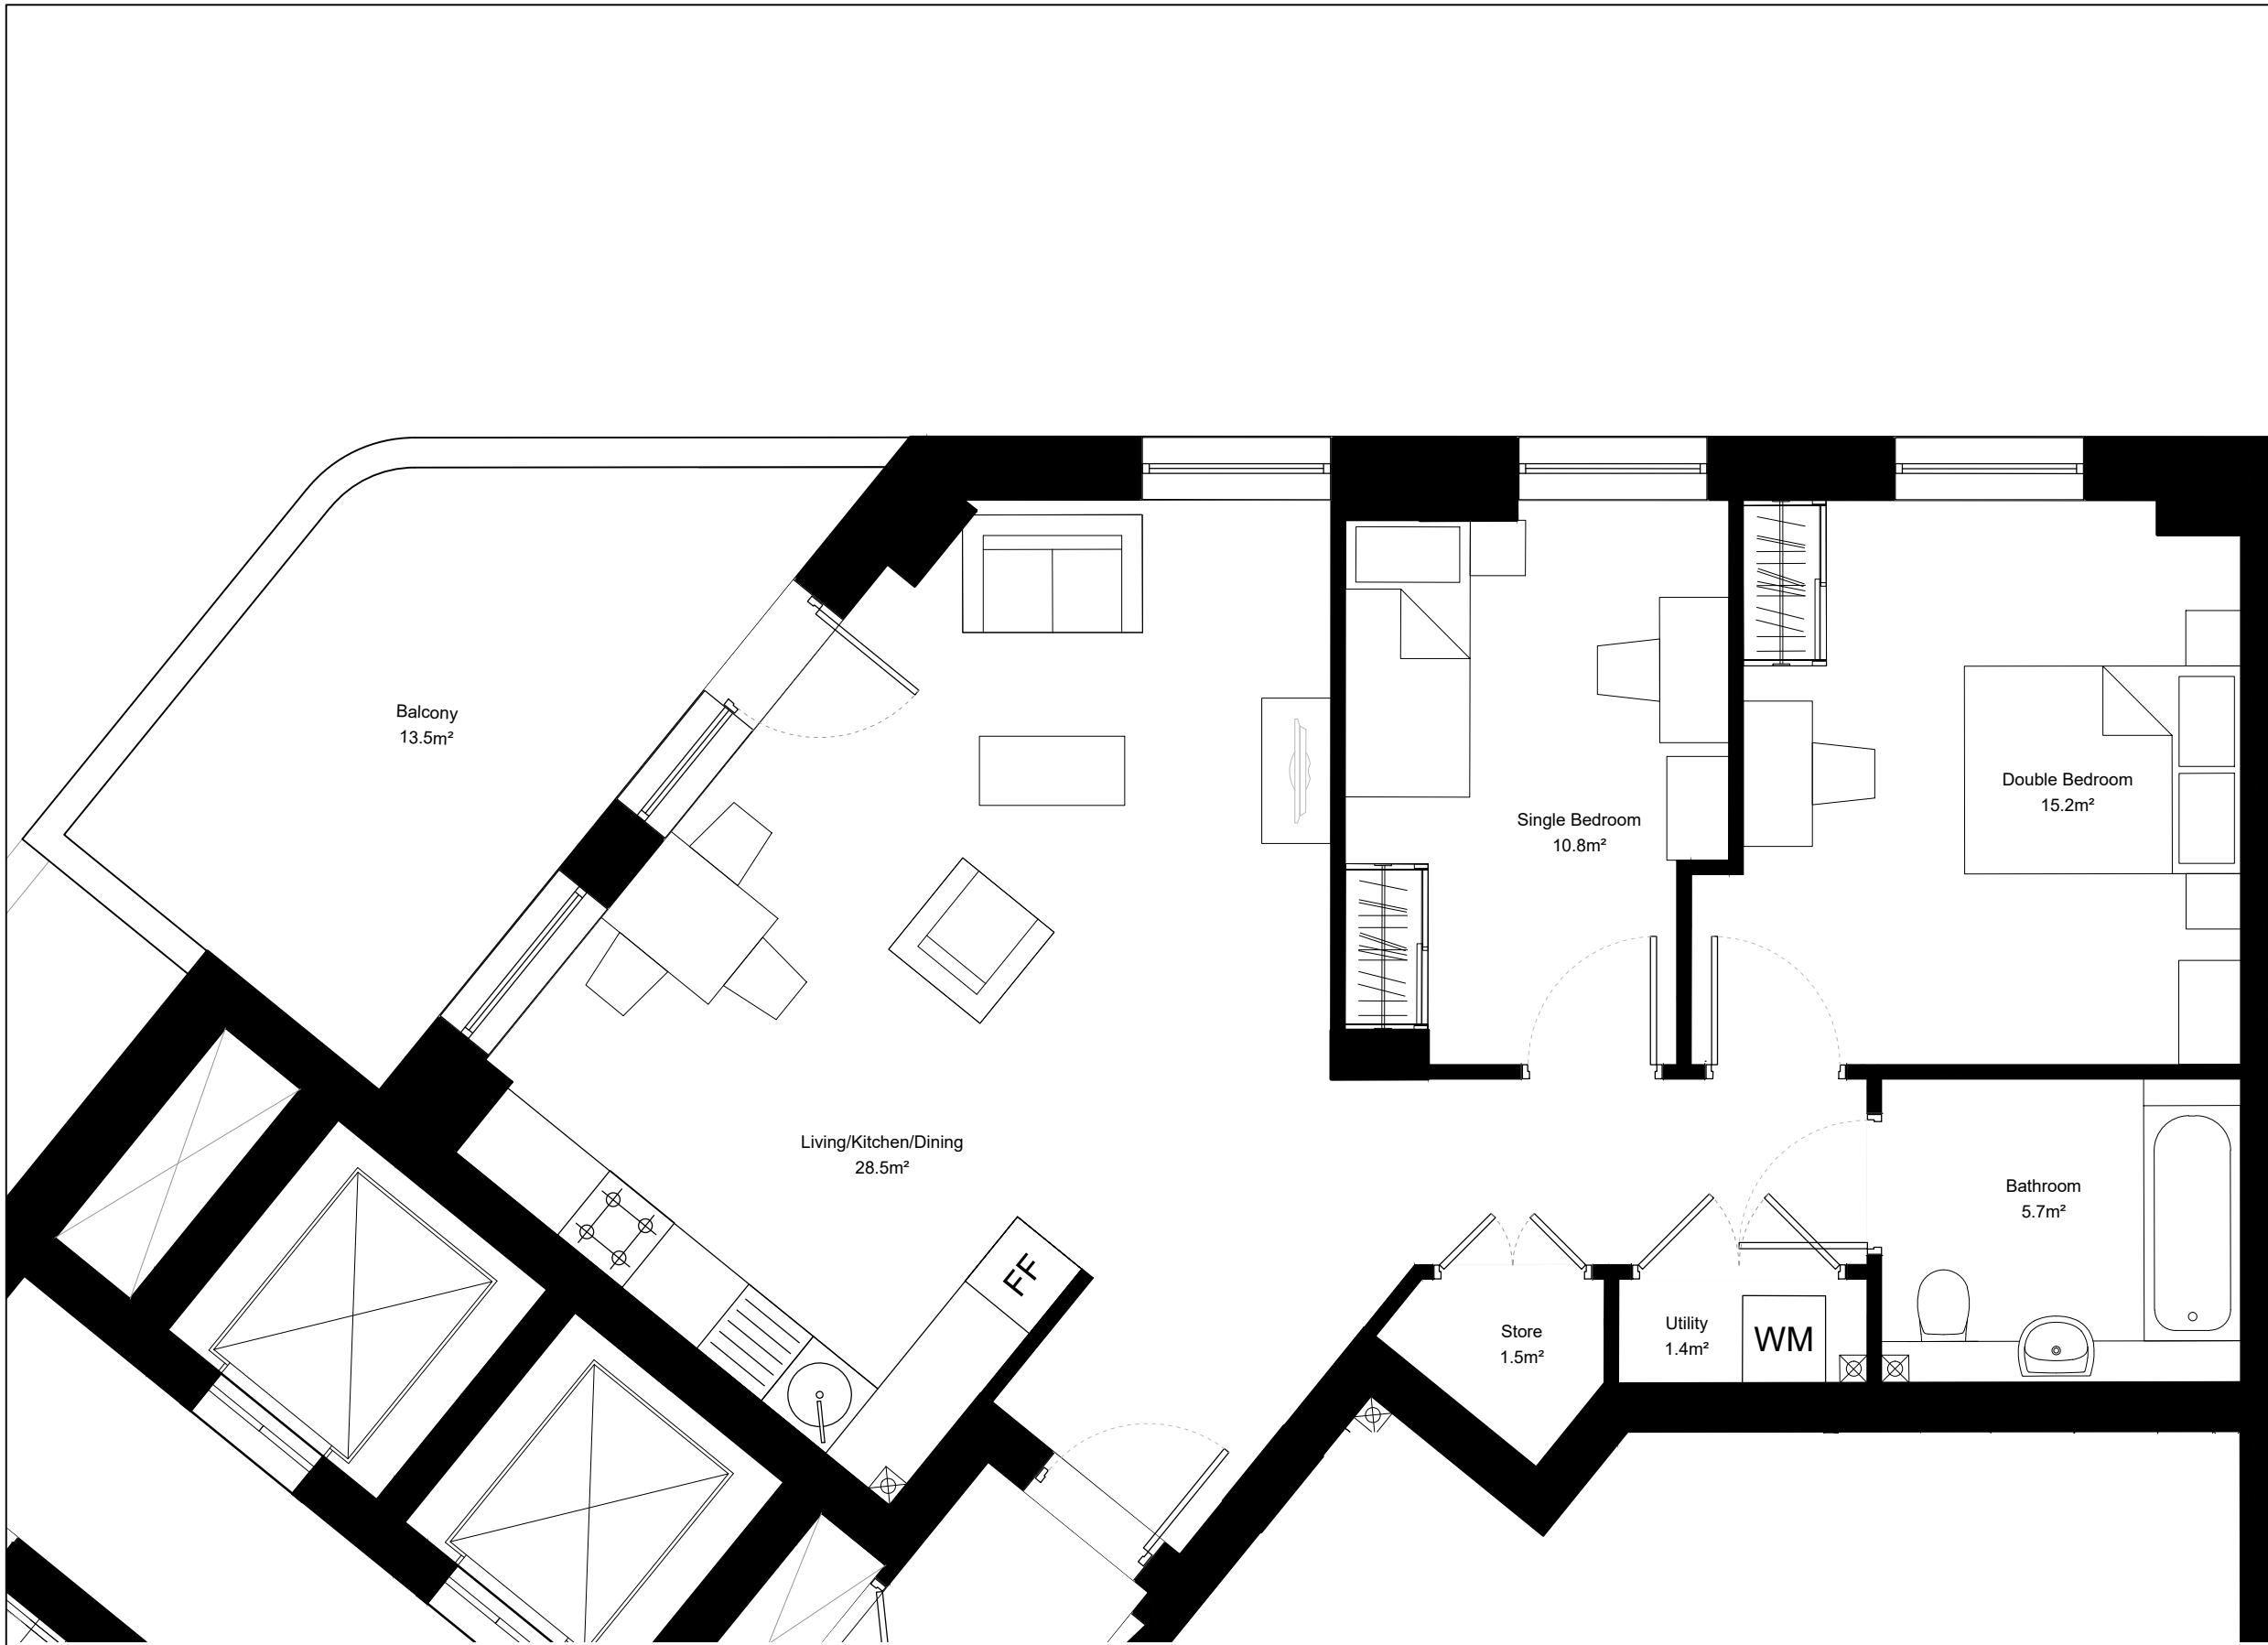 Balcony
13.5m²
Double Bedroom
15.2m²
Single Bedroom
10.8m²
Living/Kitchen/Dining
28.5m²
Bathroom
5.7m²
FF
Store
1.5m²
Utility
1.4m²
WM